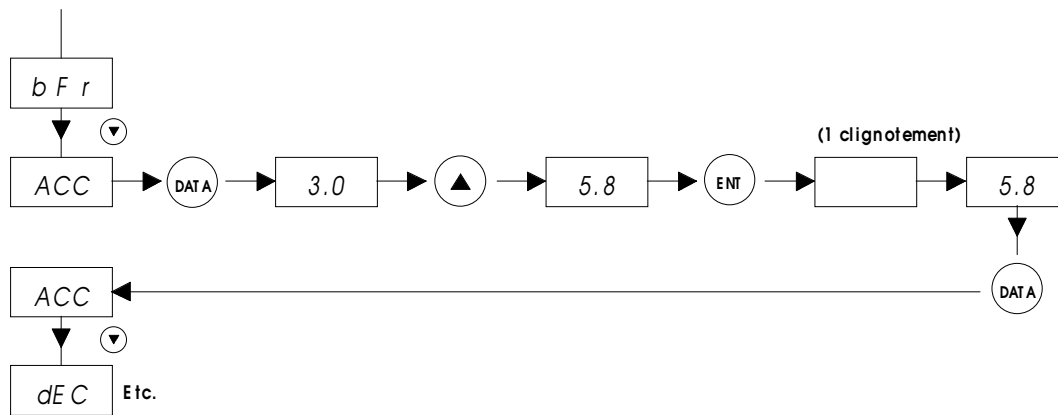 bFr
(1 clignotement)
ACC DATA 3.0 5.8 ENT 5.8
ACC DATA
dEC Etc.